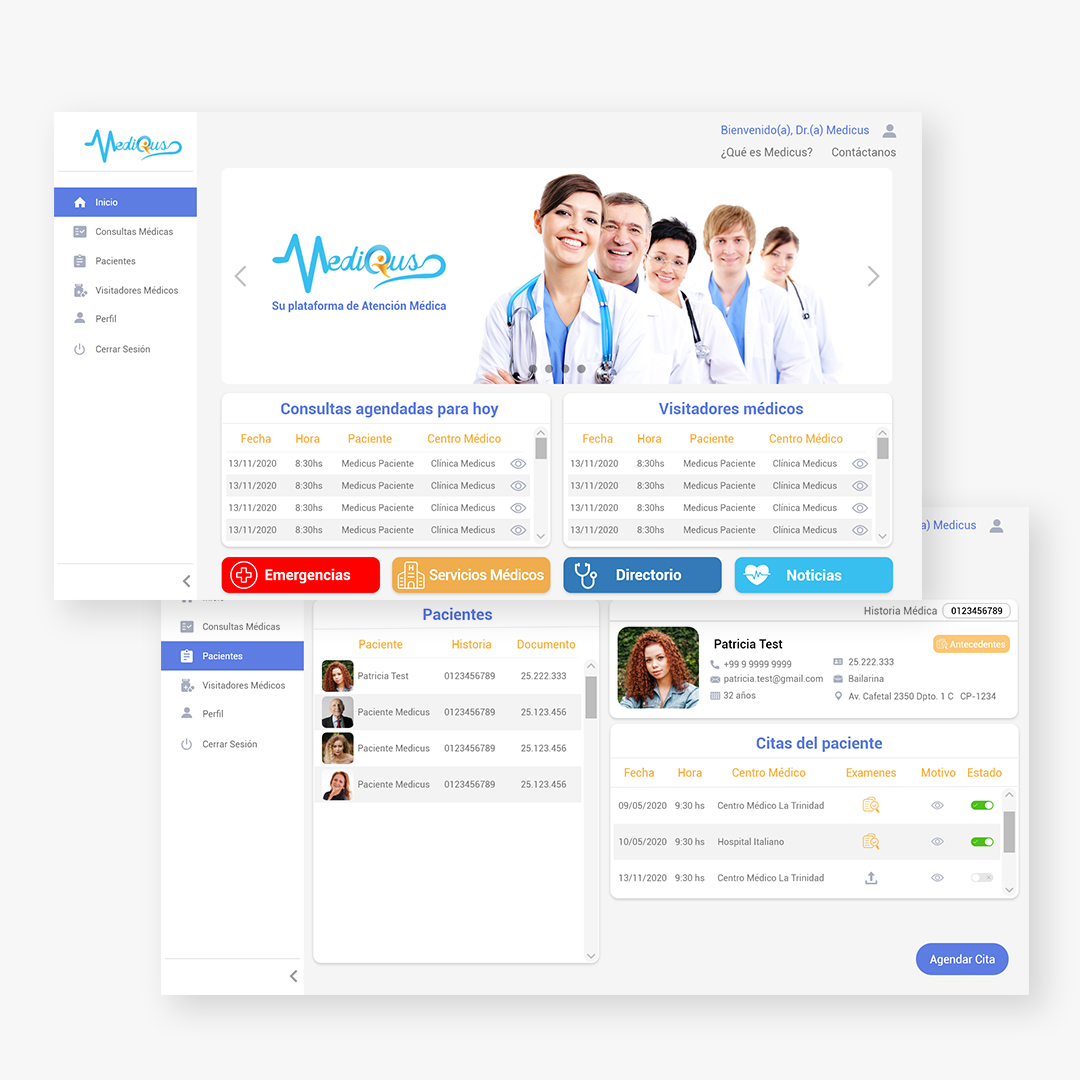 MediQus
Bienvenido(a), Dr.(a) Medicus
¿Qué es Medicus? Contáctanos
Inicio
Consultas Médicas
Pacientes
Visitadores Médicos
Perfil
Cerrar Sesión
MediQus
Su plataforma de Atención Médica
Consultas agendadas para hoy
Fecha Hora Paciente Centro Médico
13/11/2020 8:30hs Medicus Paciente Clínica Medicus
13/11/2020 8:30hs Medicus Paciente Clínica Medicus
13/11/2020 8:30hs Medicus Paciente Clínica Medicus
13/11/2020 8:30hs Medicus Paciente Clínica Medicus
Visitadores médicos
Fecha Hora Paciente Centro Médico
13/11/2020 8:30hs Medicus Paciente Clínica Medicus
13/11/2020 8:30hs Medicus Paciente Clínica Medicus
13/11/2020 8:30hs Medicus Paciente Clínica Medicus
13/11/2020 8:30hs Medicus Paciente Clínica Medicus
Emergencias
Servicios Médicos
Directorio
Noticias
a) Medicus
Consultas Médicas
Pacientes
Visitadores Médicos
Perfil
Cerrar Sesión
Pacientes
Paciente Historia Documento
Patricia Test 0123456789 25.222.333
Paciente Medicus 0123456789 25.123.456
Paciente Medicus 0123456789 25.123.456
Paciente Medicus 0123456789 25.123.456
Historia Médica 0123456789
Patricia Test
Antecedentes
+99 9 9999 9999 25.222.333
patricia.test@gmail.com Bailarina
32 años Av. Cafetal 2350 Dpto. 1 C CP-1234
Citas del paciente
Fecha Hora Centro Médico Examenes Motivo Estado
09/05/2020 9:30 hs Centro Médico La Trinidad
10/05/2020 9:30 hs Hospital Italiano
13/11/2020 9:30 hs Centro Médico La Trinidad
Agendar Cita